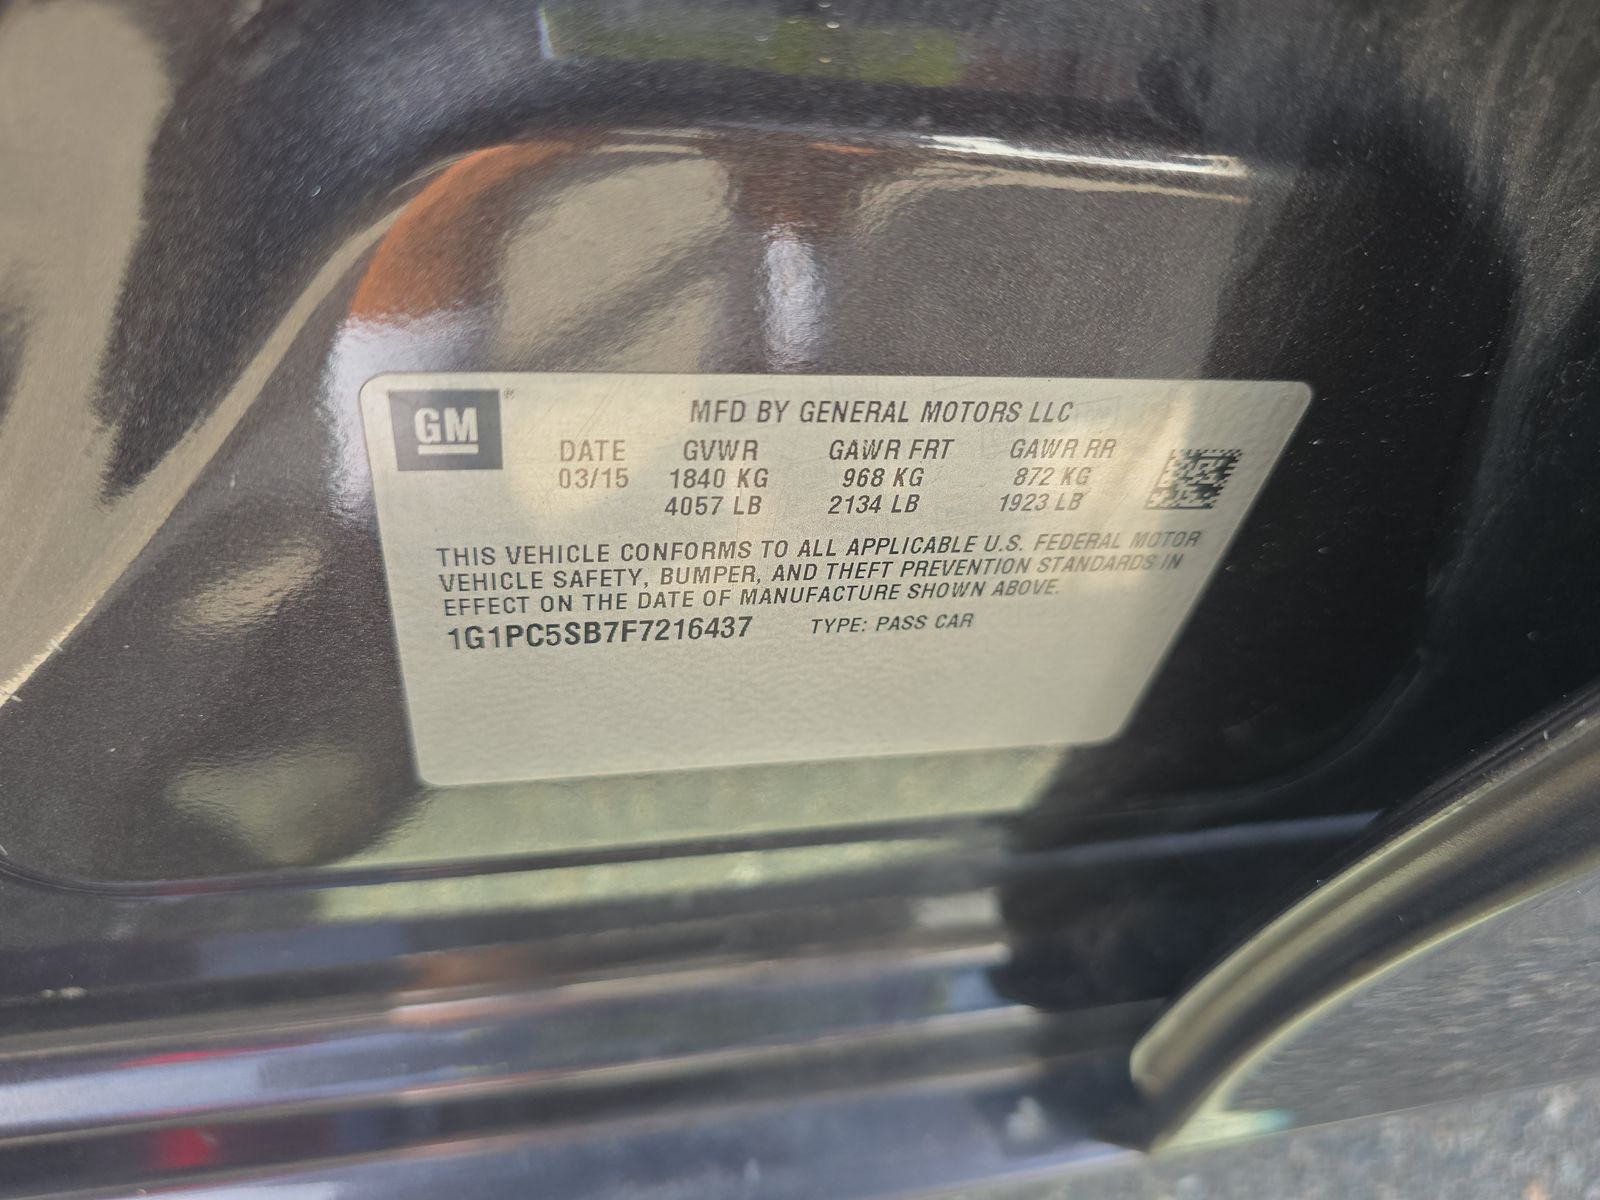 GM®
MFD BY GENERAL MOTORS LLC
DATE GVWR GAWR FRT GAWR RR
03/15 1840 KG 968 KG 872 KG
4057 LB 2134 LB 1923 LB
THIS VEHICLE CONFORMS TO ALL APPLICABLE U.S. FEDERAL MOTOR
VEHICLE SAFETY, BUMPER, AND THEFT PREVENTION STANDARDS IN
EFFECT ON THE DATE OF MANUFACTURE SHOWN ABOVE.
1G1PC5SB7F7216437 TYPE: PASS CAR